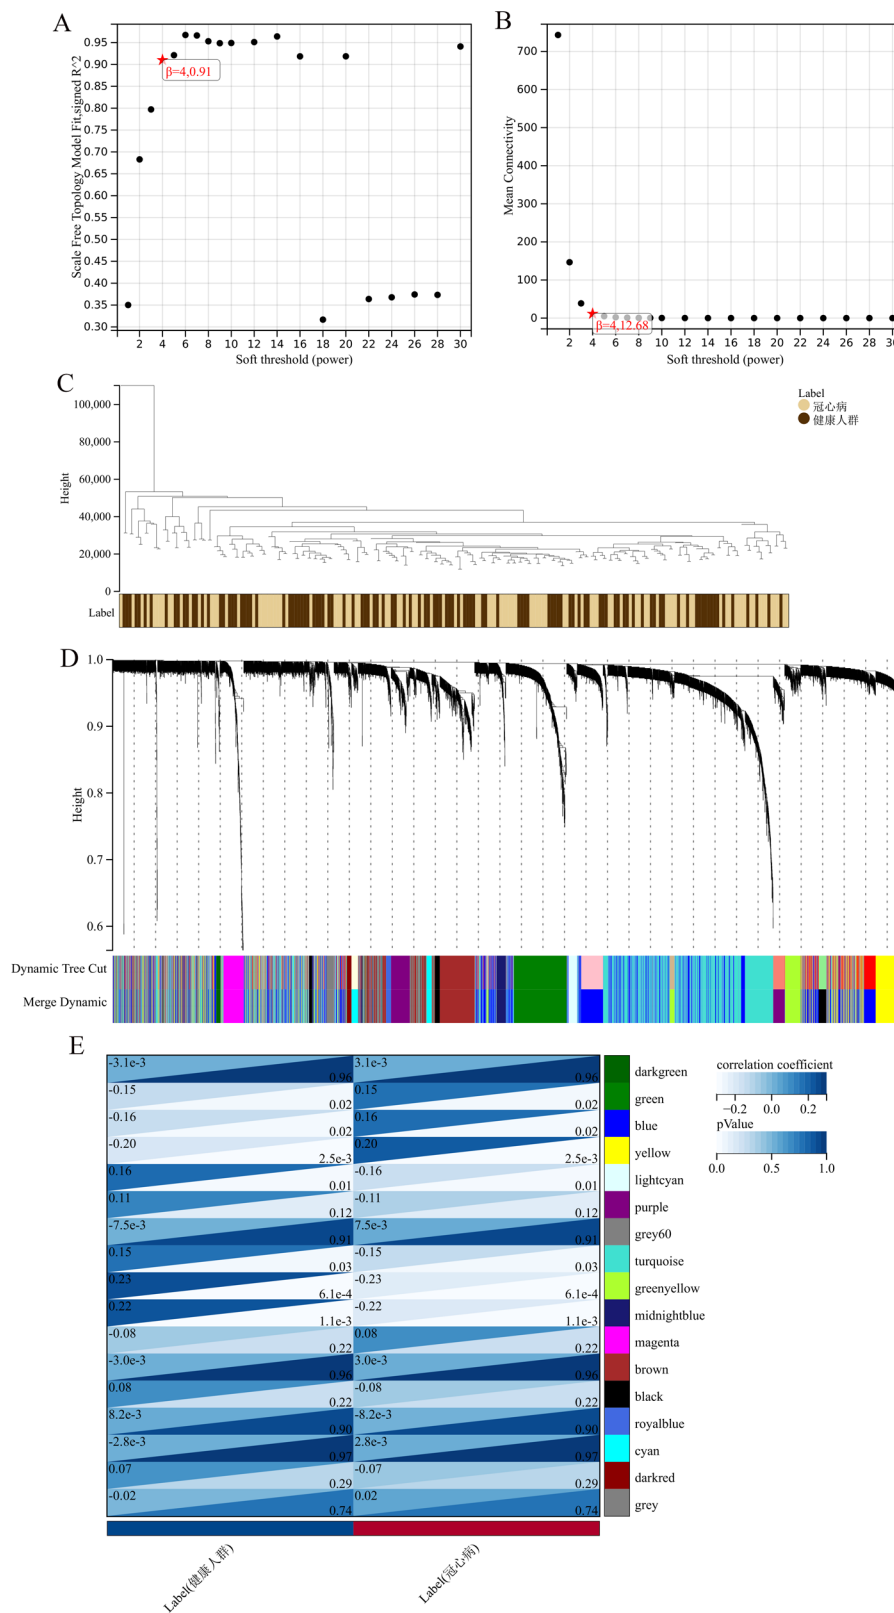 A
Scale Free Topology Model Fit,signed R^2
0.95
0.90
0.85
0.80
0.75
0.70
0.65
0.60
0.55
0.50
0.45
0.40
0.35
0.30
β=4,0.91
2 4 6 8 10 12 14 16 18 20 22 24 26 28 30
Soft threshold (power)
B
Mean Connectivity
700
600
500
400
300
200
100
0
β=4,12.68
2 4 6 8 10 12 14 16 18 20 22 24 26 28 30
Soft threshold (power)
C
Height
100,000
80,000
60,000
40,000
20,000
0
Label
Label
冠心病
健康人群
D
Height
1.0
0.9
0.8
0.7
0.6
Dynamic Tree Cut
Merge Dynamic
E
-3.1e-3 0.96 3.1e-3 0.96 darkgreen
-0.15 0.02 0.15 0.02 green
-0.16 0.02 0.16 0.02 blue
-0.20 2.5e-3 0.20 2.5e-3 yellow
0.16 0.01 -0.16 0.01 lightcyan
0.11 0.12 -0.11 0.12 purple
-7.5e-3 0.91 7.5e-3 0.91 grey60
0.15 0.03 -0.15 0.03 turquoise
0.23 6.1e-4 -0.23 6.1e-4 greenyellow
0.22 1.1e-3 -0.22 1.1e-3 midnightblue
-0.08 0.22 0.08 0.22 magenta
-3.0e-3 0.96 3.0e-3 0.96 brown
0.08 0.22 -0.08 0.22 black
8.2e-3 0.90 -8.2e-3 0.90 royalblue
-2.8e-3 0.97 2.8e-3 0.97 cyan
0.07 0.29 -0.07 0.29 darkred
-0.02 0.74 0.02 0.74 grey
Label(健康人群)
Label(冠心病)
correlation coefficient
−0.2 0.0 0.2
pValue
0.0 0.5 1.0